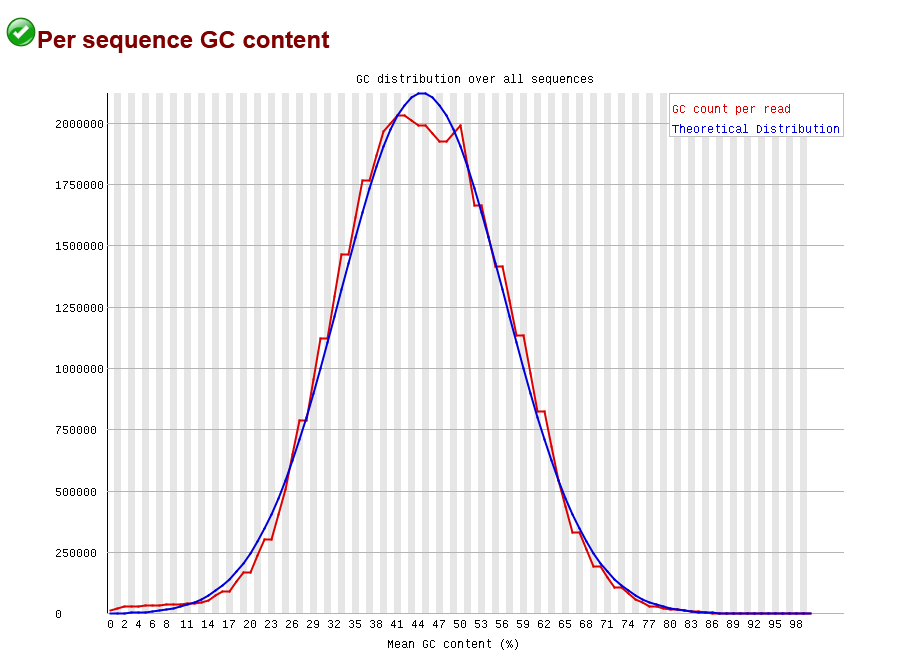 Per sequence GC content
GC distribution over all sequences
GC count per read
Theoretical Distribution
2000000
1750000
1500000
1250000
1000000
750000
500000
250000
0
0 2 4 6 8 11 14 17 20 23 26 29 32 35 38 41 44 47 50 53 56 59 62 65 68 71 74 77 80 83 86 89 92 95 98
Mean GC content (%)